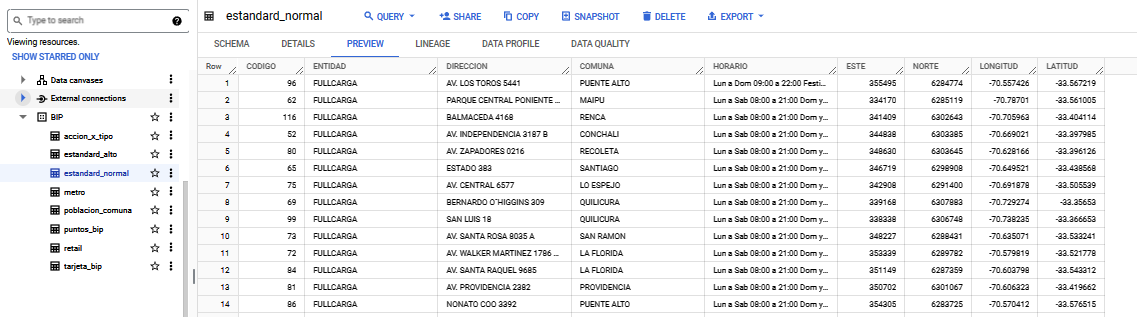 Type to search
Viewing resources.
SHOW STARRED ONLY
Data canvases
External connections
BIP
accion_x_tipo
estandard_alto
estandard_normal
metro
poblacion_comuna
puntos_bip
retail
tarjeta_bip
estandard_normal QUERY SHARE COPY SNAPSHOT DELETE EXPORT
SCHEMA DETAILS PREVIEW LINEAGE DATA PROFILE DATA QUALITY
Row CODIGO ENTIDAD DIRECCION COMUNA HORARIO ESTE NORTE LONGITUD LATITUD
1 96 FULLCARGA AV. LOS TOROS 5441 PUENTE ALTO Lun a Dom 09:00 a 22:00 Festi... 355495 6284774 -70.557426 -33.567219
2 62 FULLCARGA PARQUE CENTRAL PONIENTE ... MAIPU Lun a Sab 08:00 a 21:00 Dom y... 334170 6285119 -70.78701 -33.561005
3 116 FULLCARGA BALMACEDA 4168 RENCA Lun a Sab 08:00 a 21:00 Dom y... 341409 6302643 -70.705963 -33.404114
4 52 FULLCARGA AV. INDEPENDENCIA 3187 B CONCHALI Lun a Sab 08:00 a 21:00 Dom y... 344838 6303385 -70.669021 -33.397985
5 80 FULLCARGA AV. ZAPADORES 0216 RECOLETA Lun a Sab 08:00 a 21:00 Dom y... 348630 6303645 -70.628166 -33.396126
6 65 FULLCARGA ESTADO 383 SANTIAGO Lun a Sab 08:00 a 21:00 Dom y... 346719 6298908 -70.649521 -33.438568
7 75 FULLCARGA AV. CENTRAL 6577 LO ESPEJO Lun a Sab 08:00 a 21:00 Dom y... 342908 6291400 -70.691878 -33.505539
8 69 FULLCARGA BERNARDO O´HIGGINS 309 QUILICURA Lun a Sab 08:00 a 21:00 Dom y... 339168 6307883 -70.729274 -33.35653
9 99 FULLCARGA SAN LUIS 18 QUILICURA Lun a Sab 08:00 a 21:00 Dom y... 338338 6306748 -70.738235 -33.366653
10 73 FULLCARGA AV. SANTA ROSA 8035 A SAN RAMON Lun a Sab 08:00 a 21:00 Dom y... 348227 6288431 -70.635071 -33.533241
11 72 FULLCARGA AV. WALKER MARTINEZ 1786 ... LA FLORIDA Lun a Sab 08:00 a 21:00 Dom y... 353339 6289782 -70.579819 -33.521778
12 84 FULLCARGA AV. SANTA RAQUEL 9685 LA FLORIDA Lun a Sab 08:00 a 21:00 Dom y... 351149 6287359 -70.603798 -33.543312
13 81 FULLCARGA AV. PROVIDENCIA 2382 PROVIDENCIA Lun a Sab 08:00 a 21:00 Dom y... 350702 6301067 -70.606323 -33.419662
14 86 FULLCARGA NONATO COO 3392 PUENTE ALTO Lun a Sab 08:00 a 21:00 Dom y... 354305 6283725 -70.570412 -33.576515